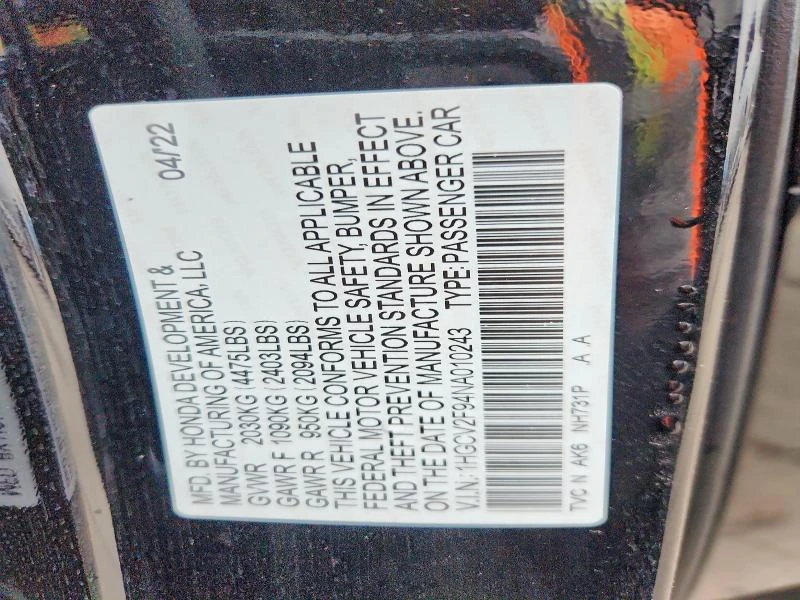 MFD. BY HONDA DEVELOPMENT &
MANUFACTURING OF AMERICA, LLC 04/'22
GVWR 2030KG (4475LBS)
GAWR F 1090KG (2403LBS)
GAWR R 950KG (2094LBS)
THIS VEHICLE CONFORMS TO ALL APPLICABLE
FEDERAL MOTOR VEHICLE SAFETY, BUMPER,
AND THEFT PREVENTION STANDARDS IN EFFECT
ON THE DATE OF MANUFACTURE SHOWN ABOVE.
V.I.N.: 1HGCV2F94NA010243 TYPE:PASSENGER CAR
TYC N AK6 NH731P A A